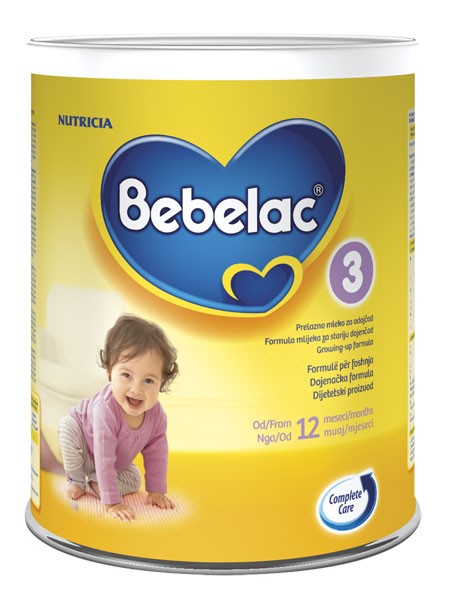 NUTRICIA
Bebelac®
3
Prelazno mleko za odojčad
Formula mlijeka za stariju dojenčad
Growing-up formula
Formulë për foshnja
Dojenačka formula
Dijetetski proizvod
Od/From 12 meseci/months
Nga/Od muaj/mjeseci
Complete
Care